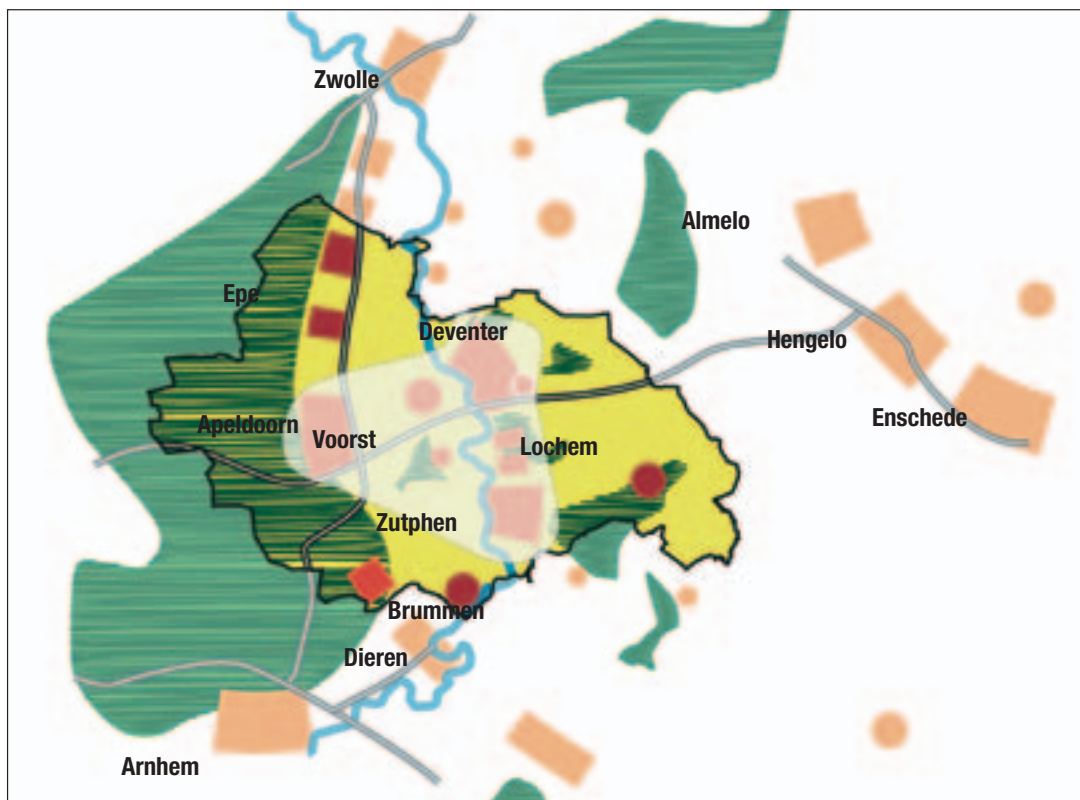 Zwolle
Almelo
Epe
Deventer
Hengelo
Enschede
Apeldoorn
Voorst
Lochem
Zutphen
Brummen
Dieren
Arnhem